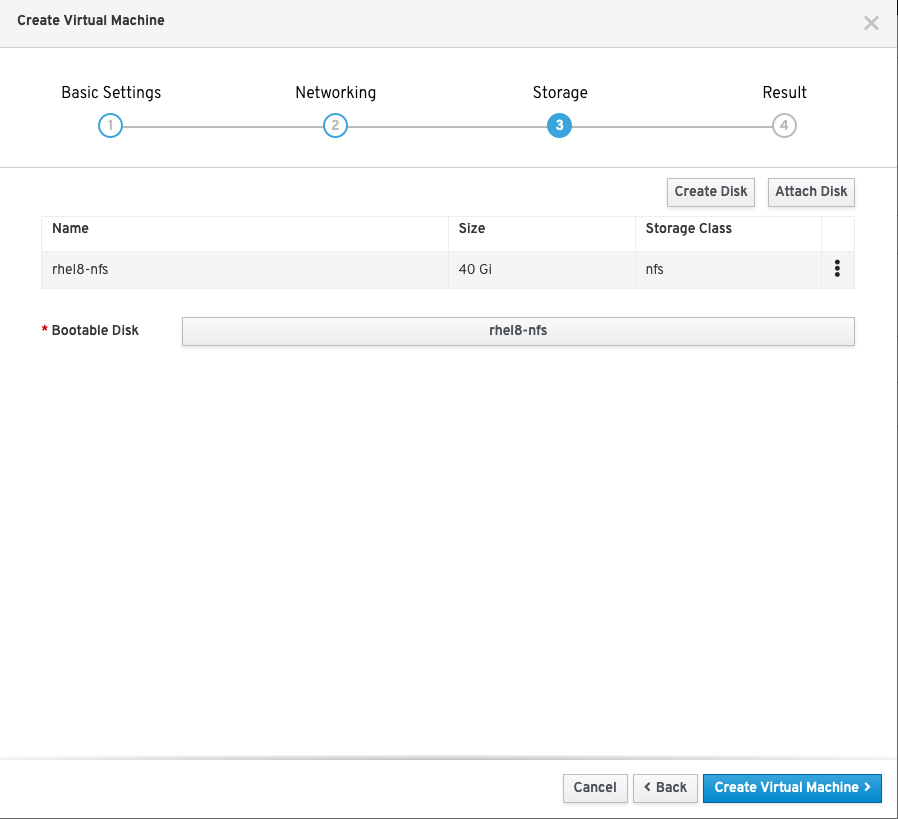 Create Virtual Machine
Basic Settings Networking Storage Result
1 2 3 4
Create Disk Attach Disk
Name Size Storage Class
rhel8-nfs 40 Gi nfs
* Bootable Disk rhel8-nfs
Cancel Back Create Virtual Machine